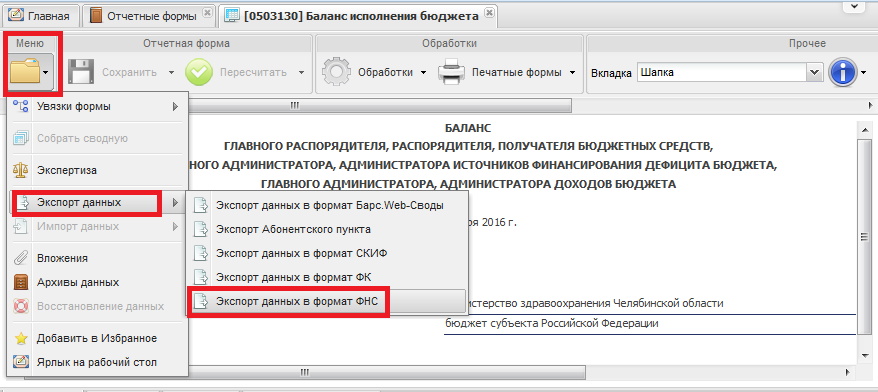 Главная
Отчетные формы
[0503130] Баланс исполнения бюджета
Меню
Отчетная форма
Обработки
Прочее
Сохранить
Пересчитать
Обработки
Печатные формы
Вкладка
Шапка
Увязки формы
Собрать сводную
Экспертиза
Экспорт данных
Импорт данных
Вложения
Архивы данных
Восстановление данных
Добавить в Избранное
Ярлык на рабочий стол
Экспорт данных в формат Барс.Web-Своды
Экспорт Абонентского пункта
Экспорт данных в формат СКИФ
Экспорт данных в формат ФК
Экспорт данных в формат ФНС
БАЛАНС
ГЛАВНОГО РАСПОРЯДИТЕЛЯ, РАСПОРЯДИТЕЛЯ, ПОЛУЧАТЕЛЯ БЮДЖЕТНЫХ СРЕДСТВ,
НОГО АДМИНИСТРАТОРА, АДМИНИСТРАТОРА ИСТОЧНИКОВ ФИНАНСИРОВАНИЯ ДЕФИЦИТА БЮДЖЕТА,
ГЛАВНОГО АДМИНИСТРАТОРА, АДМИНИСТРАТОРА ДОХОДОВ БЮДЖЕТА
ря 2016 г.
истерство здравоохранения Челябинской области
бюджет субъекта Российской Федерации